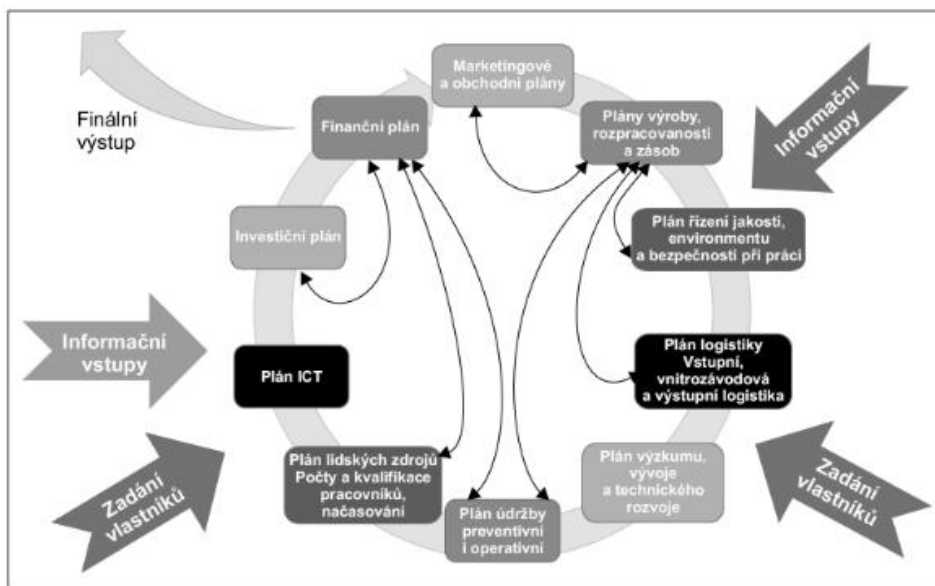 Marketingové
a obchodní plány
Finanční plán
Plány výroby,
rozpracovanosti
a zásob
Informační
vstupy
Finální
výstup
Investiční plán
Plán řízení jakosti,
environmentu
a bezpečnosti při práci
Informační
vstupy
Plán ICT
Plán logistiky
Vstupní,
vnitrozávodová
a výstupní logistika
Zadání
vlastníků
Plán lidských zdrojů
Počty a kvalifikace
pracovníků,
načasování
Plán údržby
preventivní
i operativní
Plán výzkumu,
vývoje
a technického
rozvoje
Zadání
vlastníků